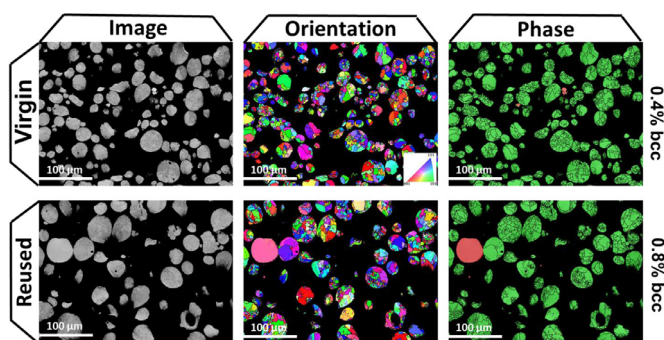 Image Orientation Phase
Virgin
100 μm 100 μm 100 μm
0.4% bcc
Reused
100 μm 100 μm 100 μm
0.8% bcc